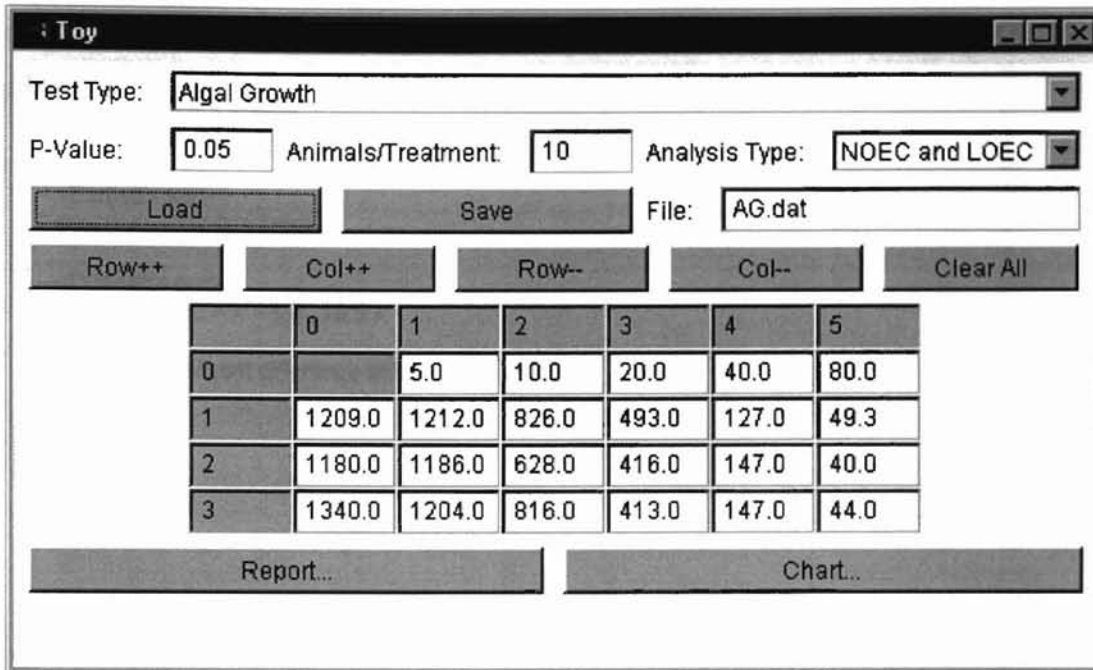 Toy
Test Type: Algal Growth
P-Value: 0.05 Animals/Treatment: 10 Analysis Type: NOEC and LOEC
Load Save File: AG.dat
Row++ Col++ Row-- Col-- Clear All
0 1 2 3 4 5
0 5.0 10.0 20.0 40.0 80.0
1 1209.0 1212.0 826.0 493.0 127.0 49.3
2 1180.0 1186.0 628.0 416.0 147.0 40.0
3 1340.0 1204.0 816.0 413.0 147.0 44.0
Report... Chart...